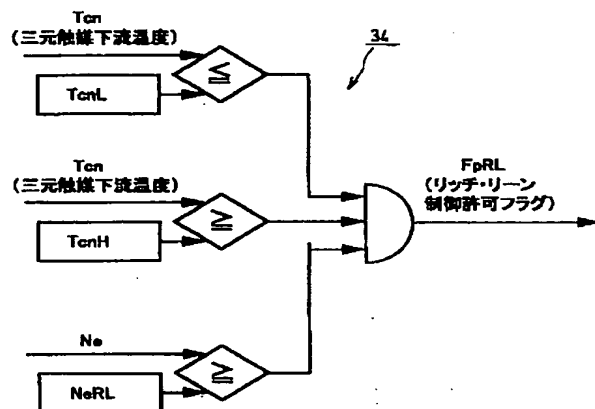 34
Tcn
(三元触媒下流温度)
≦
TcnL
Tcn
(三元触媒下流温度)
≧
TcnH
FpRL
(リッチ・リーン
制御許可フラグ)
Ne
≧
NeRL